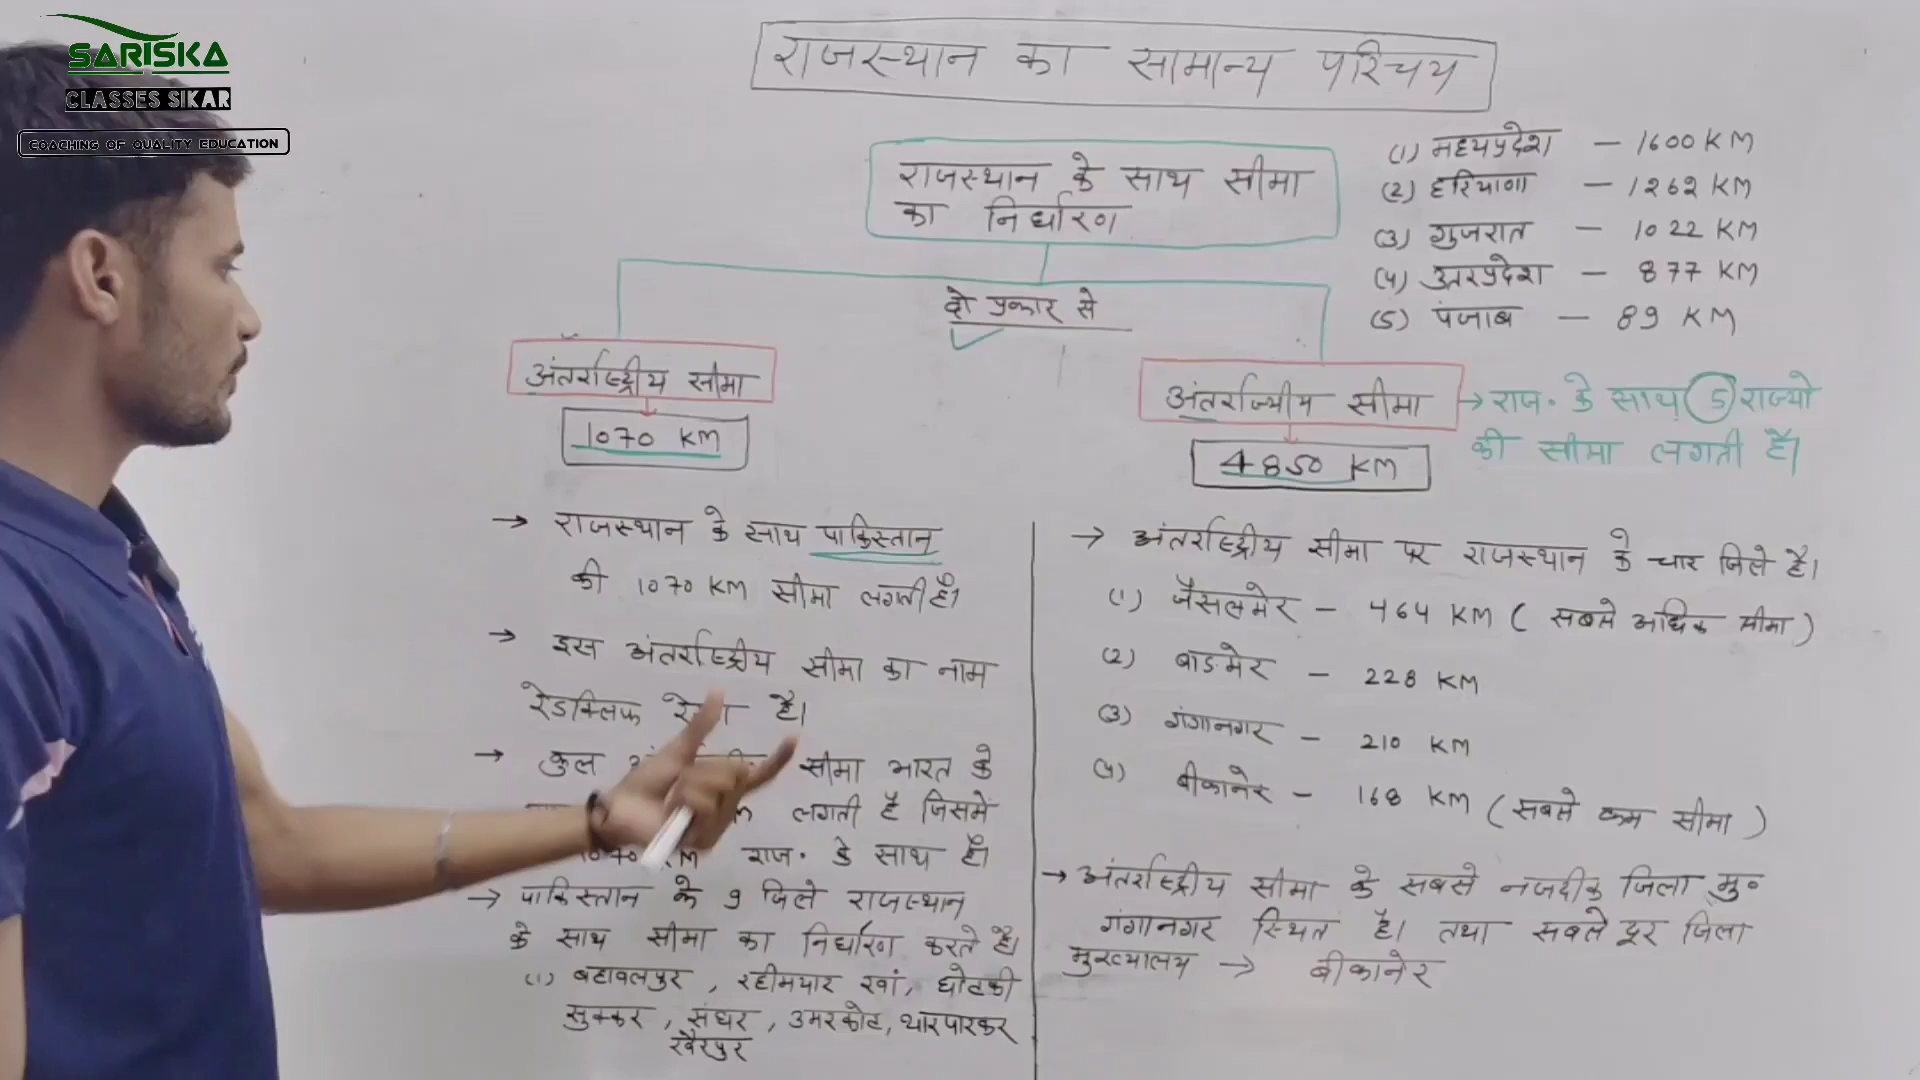 SARISKA
CLASSES SIKAR
COACHING OF QUALITY EDUCATION
राजस्थान का सामान्य परिचय
राजस्थान के साथ सीमा
का निर्धारण
दो प्रकार से
(1) मध्यप्रदेश – 1600 KM
(2) हरियाणा – 1262 KM
(3) गुजरात – 1022 KM
(4) उतरप्रदेश – 877 KM
(5) पंजाब – 89 KM
अंतर्राष्ट्रीय सीमा
1070 KM
अंतर्राज्यीय सीमा
4850 KM
→ राज. के साथ 5 राज्यो
की सीमा लगती है।
→ राजस्थान के साथ पाकिस्तान
की 1070 KM सीमा लगती है।
→ इस अंतर्राष्ट्रीय सीमा का नाम
रेडक्लिफ है।
→ कुल सीमा भारत के
लगती है जिसमें
1070 KM राज. के साथ है।
→ पाकिस्तान के 9 जिले राजस्थान
के साथ सीमा का निर्धारण करते है।
(1) बहावलपुर, रहीमयार खां, घोटकी
सुक्कर, संघर, उमरकोट, थारपारकर
खैरपुर
→ अंतर्राष्ट्रीय सीमा पर राजस्थान के चार जिले है।
(1) जैसलमेर – 464 KM ( सबसे अधिक सीमा )
(2) बाडमेर – 228 KM
(3) गंगानगर – 210 KM
(4) बीकानेर – 168 KM ( सबसे कम सीमा )
→ अंतर्राष्ट्रीय सीमा के सबसे नजदीक जिला मु०
गंगानगर स्थित है। तथा सबसे दूर जिला
मुख्यालय → बीकानेर